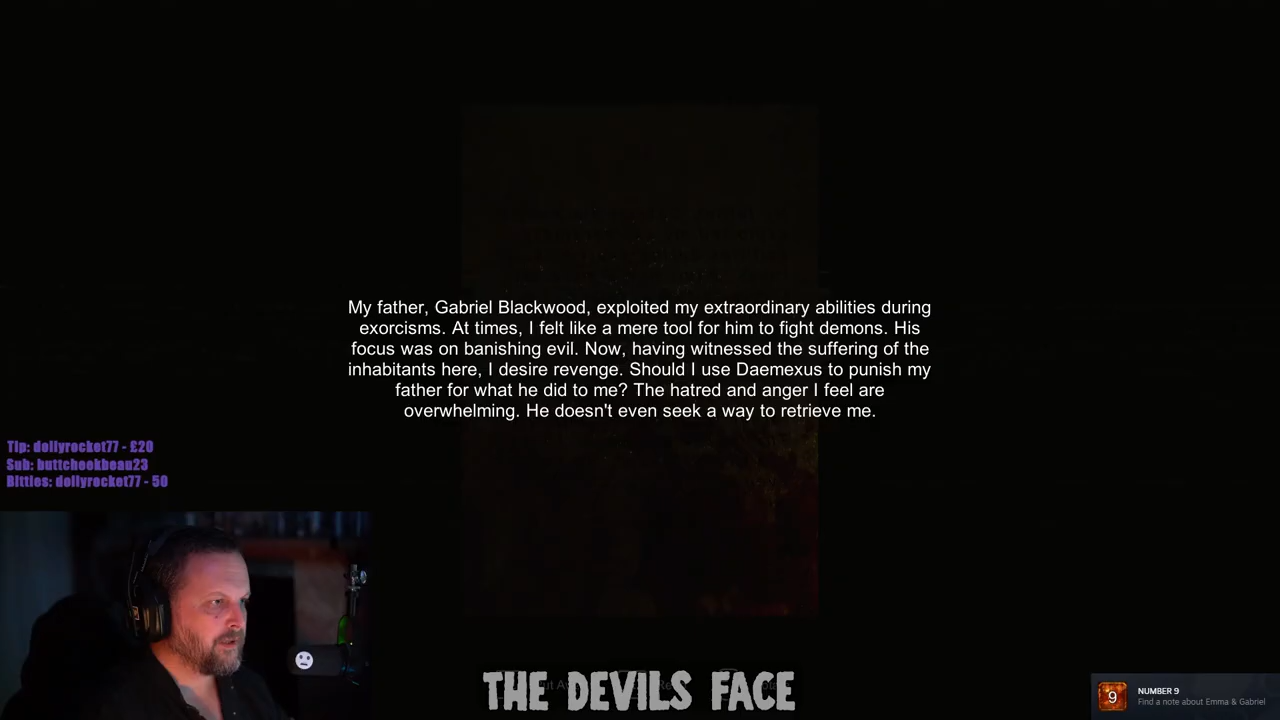 My father, Gabriel Blackwood, exploited my extraordinary abilities during
exorcisms. At times, I felt like a mere tool for him to fight demons. His
focus was on banishing evil. Now, having witnessed the suffering of the
inhabitants here, I desire revenge. Should I use Daemexus to punish my
father for what he did to me? The hatred and anger I feel are
overwhelming. He doesn't even seek a way to retrieve me.
Tip: dollyrocket77 - £20
Sub: buttcheekbeau23
Bitties: dollyrocket77 - 50
THE DEVILS FACE
9
NUMBER 9
Find a note about Emma & Gabriel